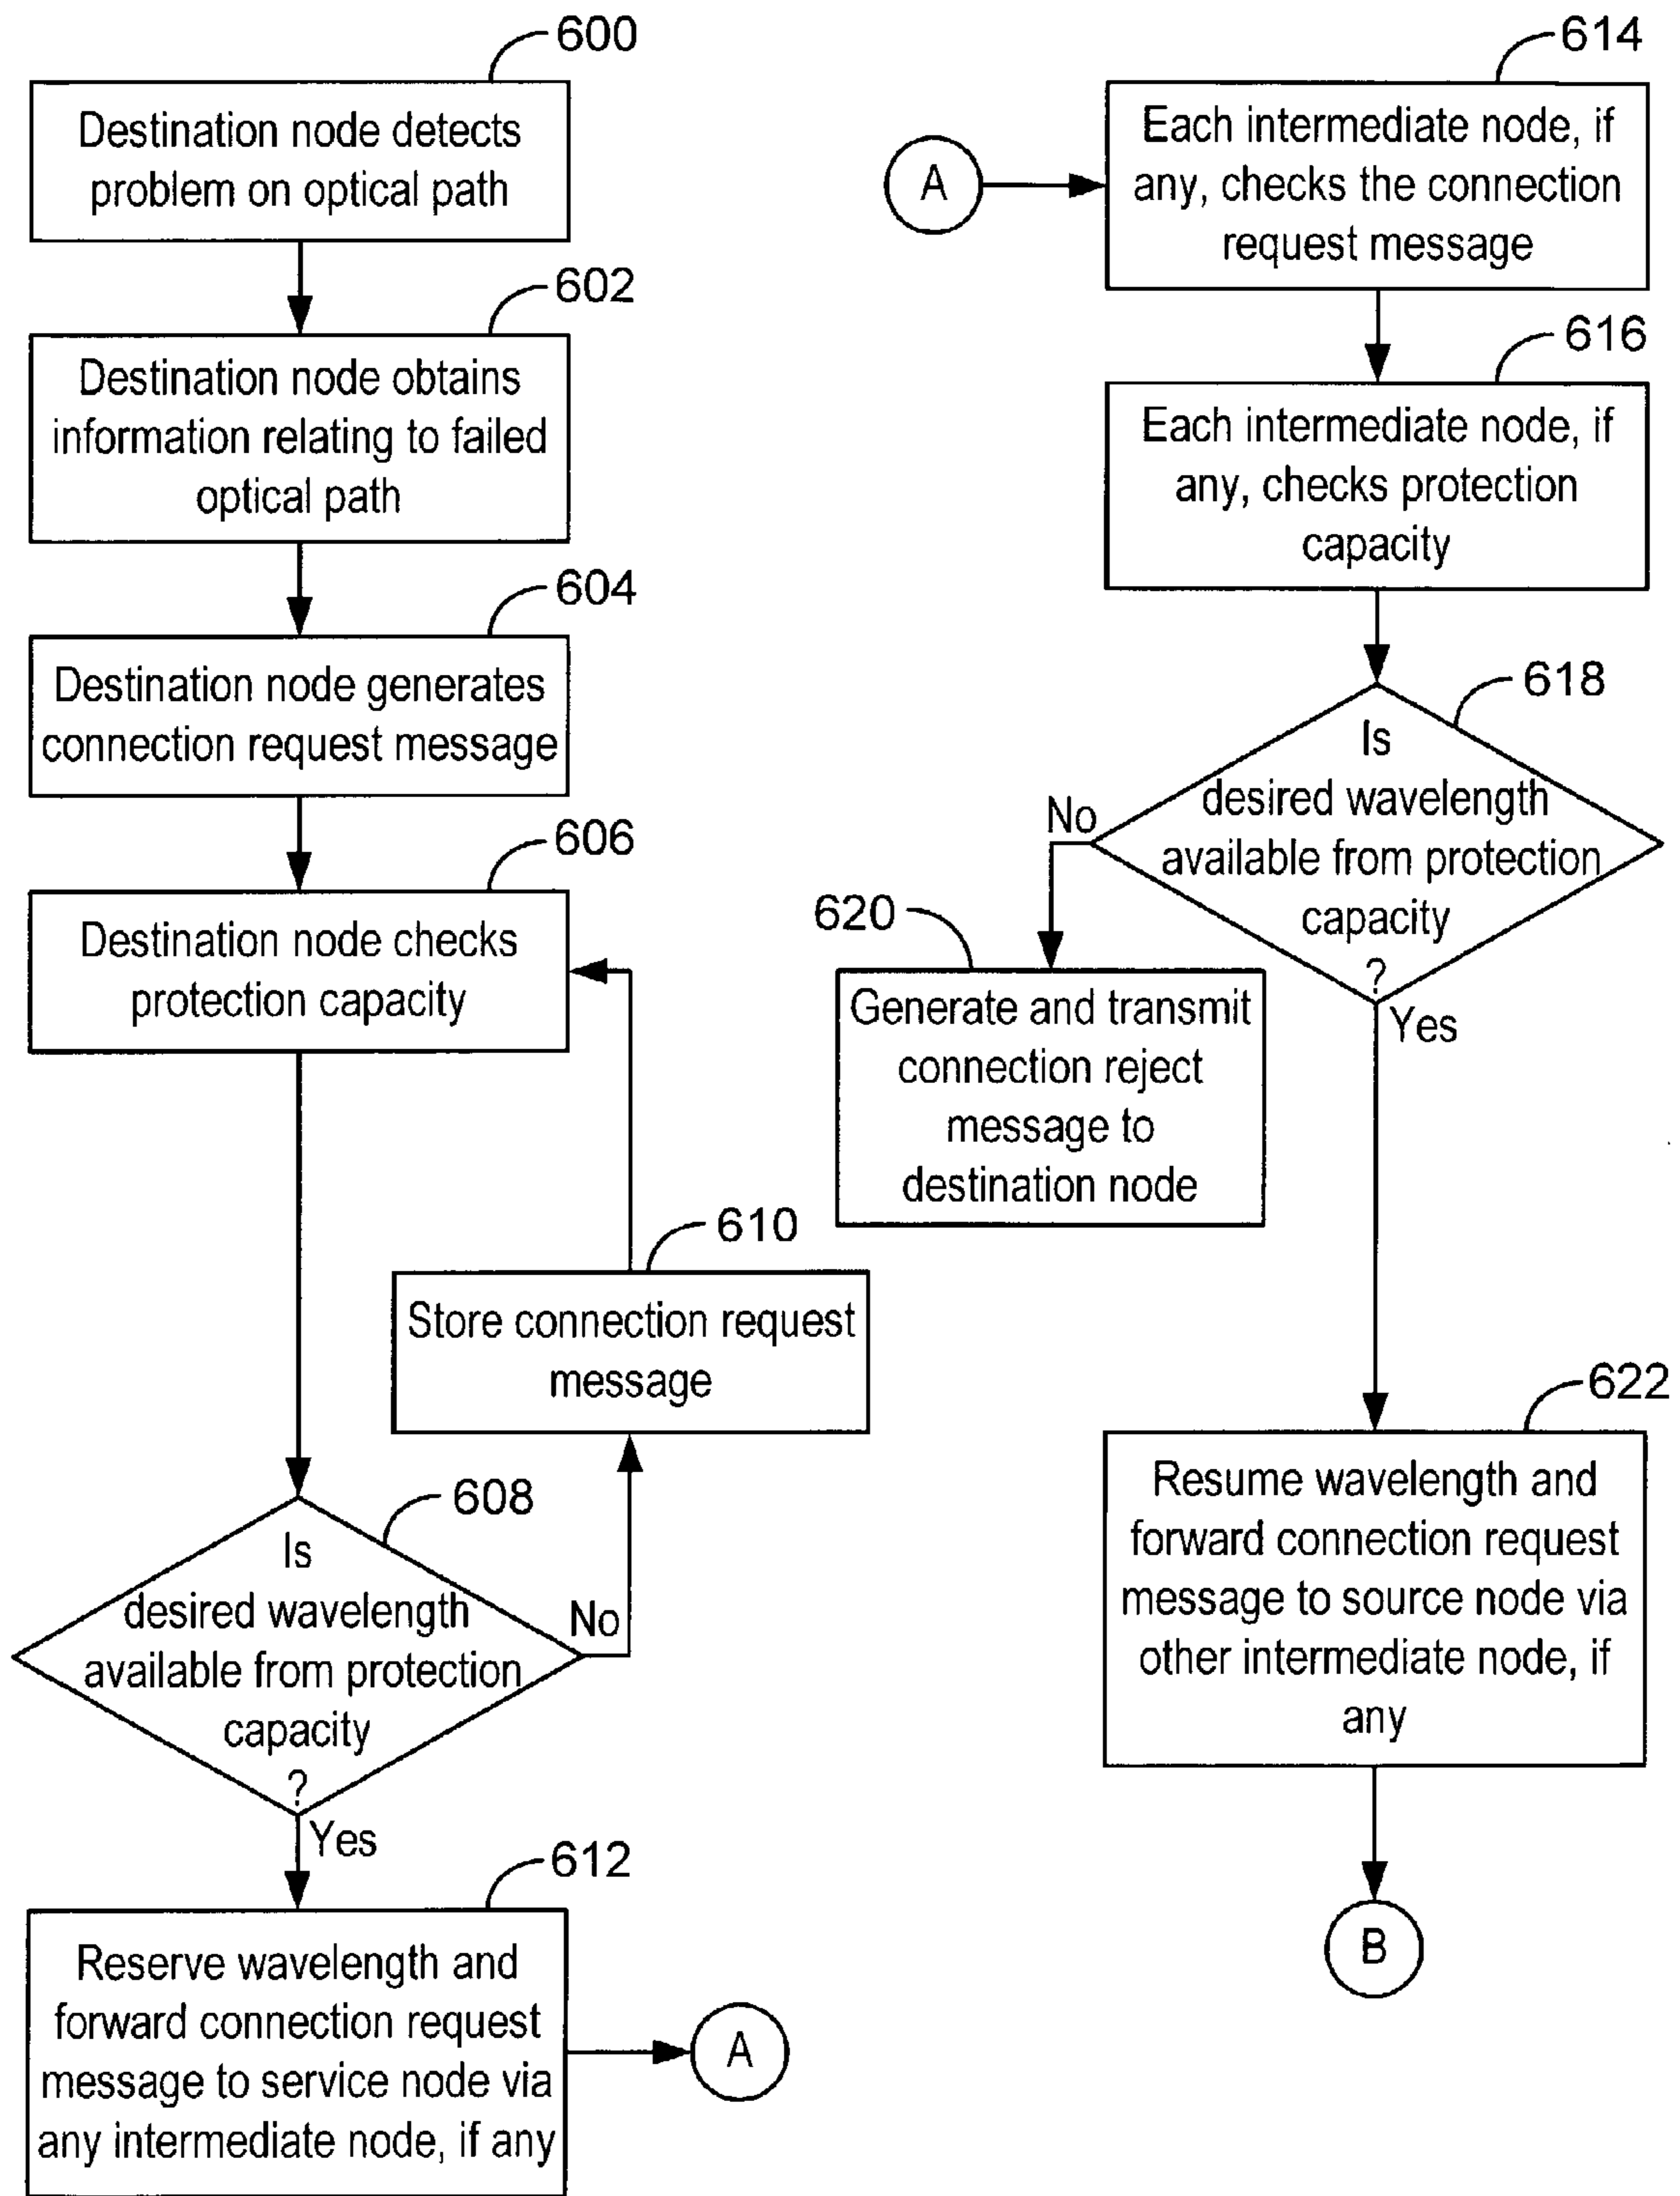 600
Destination node detects
problem on optical path
602
Destination node obtains
information relating to failed
optical path
604
Destination node generates
connection request message
606
Destination node checks
protection capacity
610
Store connection request
message
608
Is
desired wavelength
available from protection
capacity
?
No
Yes
612
Reserve wavelength and
forward connection request
message to service node via
any intermediate node, if any
A
A
614
Each intermediate node, if
any, checks the connection
request message
616
Each intermediate node, if
any, checks protection
capacity
618
Is
desired wavelength
available from protection
capacity
?
No
Yes
620
Generate and transmit
connection reject
message to
destination node
622
Resume wavelength and
forward connection request
message to source node via
other intermediate node, if
any
B